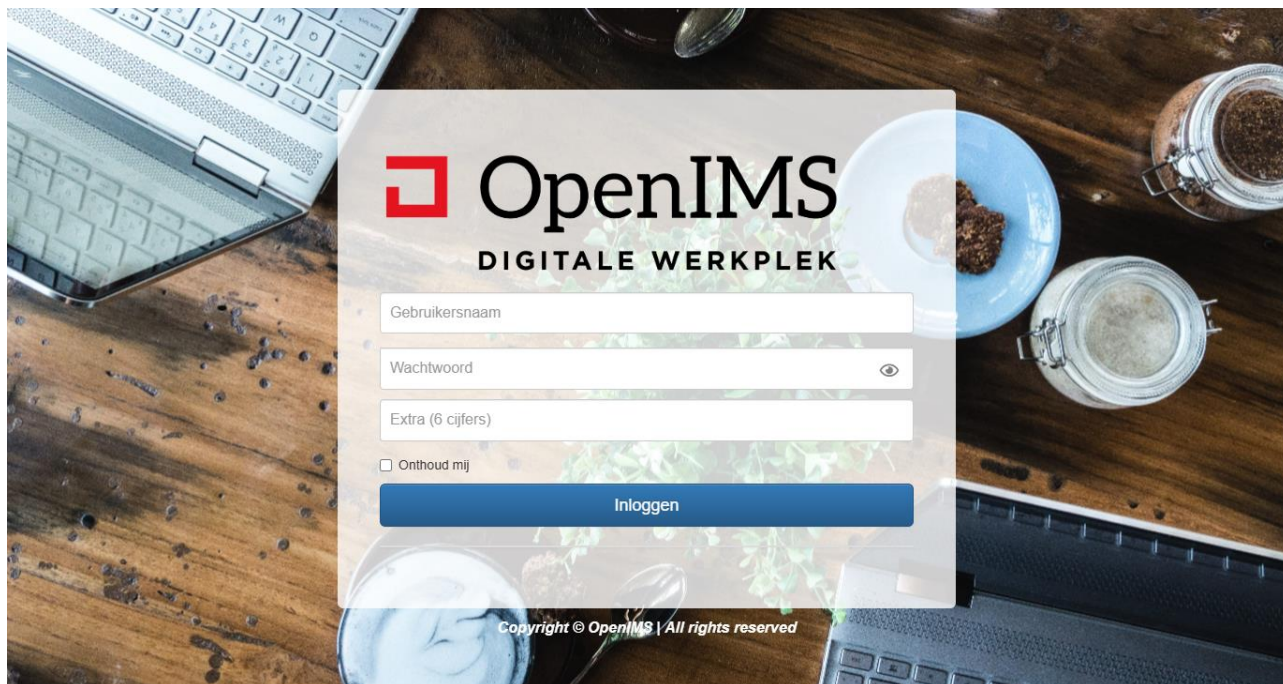 OpenIMS
DIGITALE WERKPLEK
Gebruikersnaam
Wachtwoord
Extra (6 cijfers)
Onthoud mij
Inloggen
Copyright © OpenIMS | All rights reserved